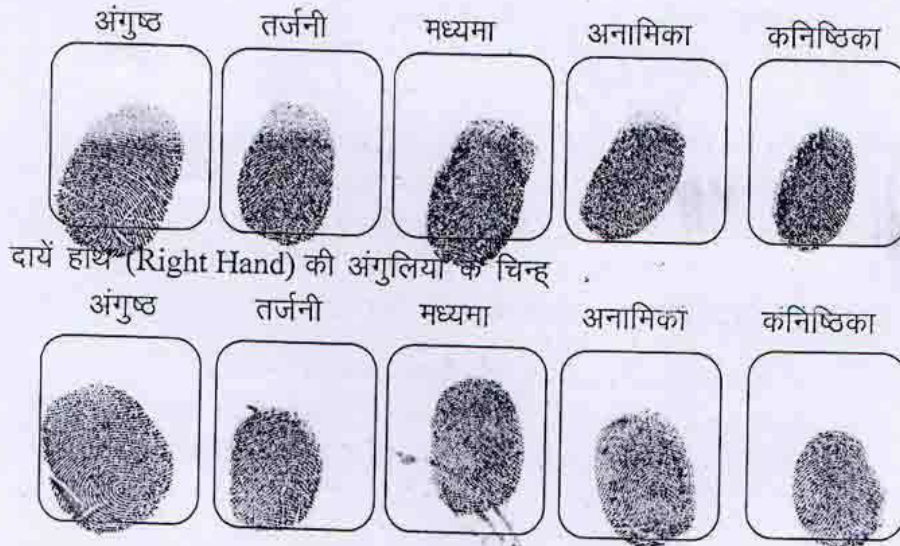 अंगुष्ठ तर्जनी मध्यमा अनामिका कनिष्ठिका
दायें हाथ (Right Hand) की अंगुलियों के चिन्ह्
अंगुष्ठ तर्जनी मध्यमा अनामिका कनिष्ठिका